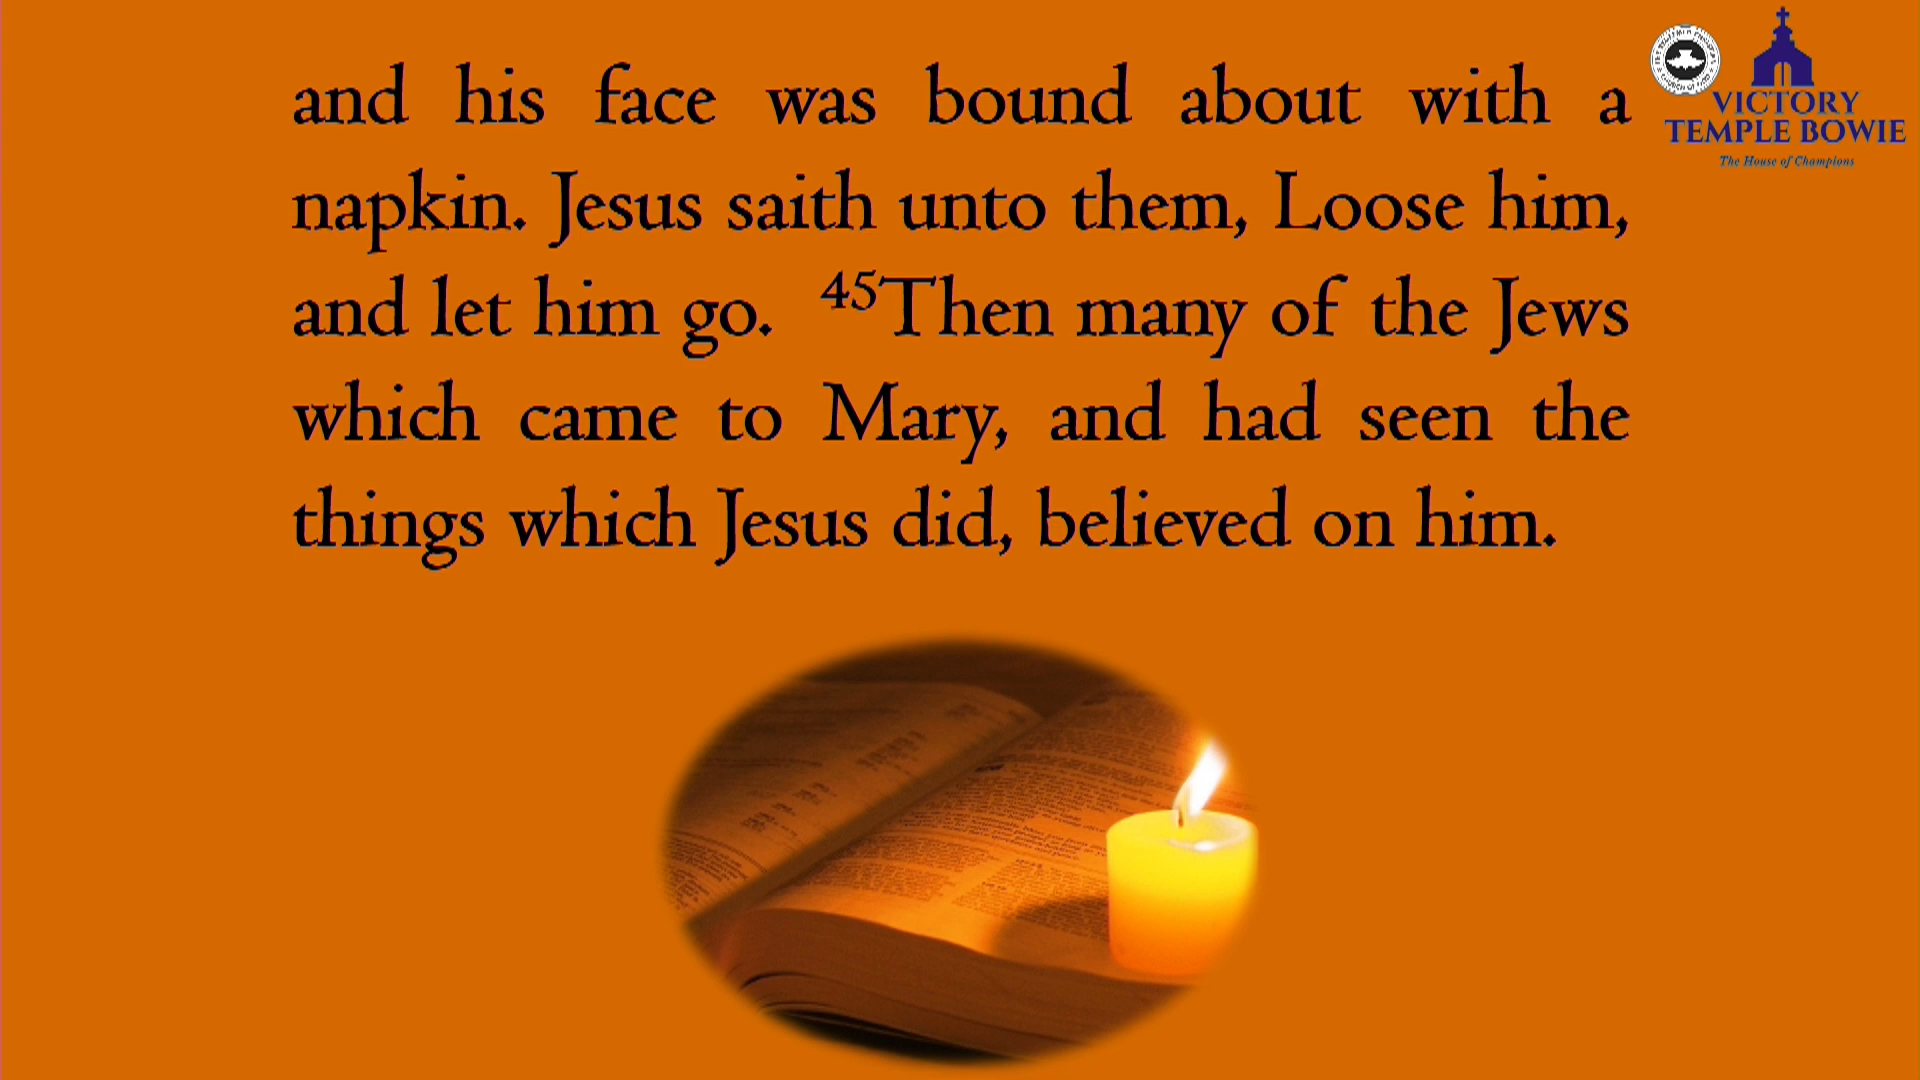 and his face was bound about with a
napkin. Jesus saith unto them, Loose him,
and let him go. ⁴⁵Then many of the Jews
which came to Mary, and had seen the
things which Jesus did, believed on him.
VICTORY
TEMPLE BOWIE
The House of Champions